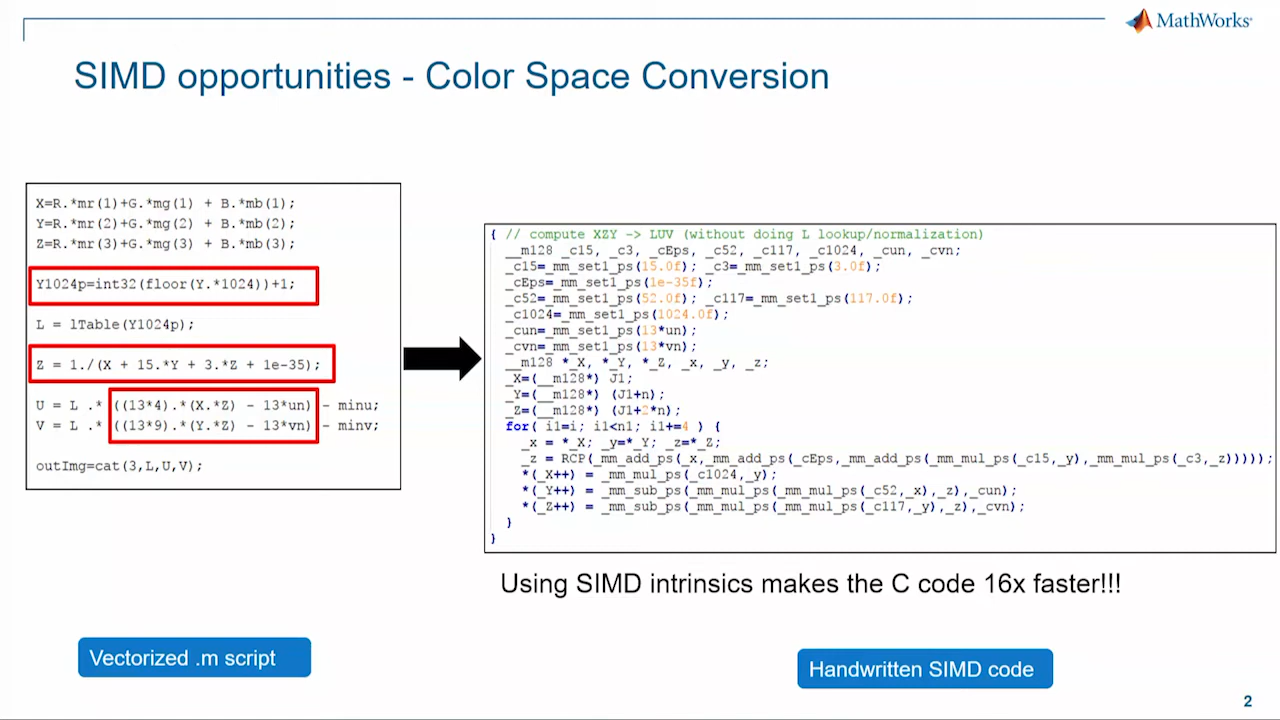 MathWorks®
SIMD opportunities - Color Space Conversion
X=R.*mr(1)+G.*mg(1) + B.*mb(1);
Y=R.*mr(2)+G.*mg(2) + B.*mb(2);
Z=R.*mr(3)+G.*mg(3) + B.*mb(3);
Y1024p=int32(floor(Y.*1024))+1;
L = lTable(Y1024p);
Z = 1./(X + 15.*Y + 3.*Z + 1e-35);
U = L .* ((13*4).*(X.*Z) - 13*un) - minu;
V = L .* ((13*9).*(Y.*Z) - 13*vn) - minv;
outImg=cat(3,L,U,V);
{ // compute XZY -> LUV (without doing L lookup/normalization)
__m128 _c15, _c3, _cEps, _c52, _c117, _c1024, _cun, _cvn;
_c15=_mm_set1_ps(15.0f); _c3=_mm_set1_ps(3.0f);
_cEps=_mm_set1_ps(1e-35f);
_c52=_mm_set1_ps(52.0f); _c117=_mm_set1_ps(117.0f);
_c1024=_mm_set1_ps(1024.0f);
_cun=_mm_set1_ps(13*un);
_cvn=_mm_set1_ps(13*vn);
__m128 *_X, *_Y, *_Z, _x, _y, _z;
_X=(__m128*) J1;
_Y=(__m128*) (J1+n);
_Z=(__m128*) (J1+2*n);
for( i1=i; i1<n1; i1+=4 ) {
_x = *_X; _y=*_Y; _z=*_Z;
_z = RCP(_mm_add_ps(_x,_mm_add_ps(_cEps,_mm_add_ps(_mm_mul_ps(_c15,_y),_mm_mul_ps(_c3,_z)))));
*(_X++) = _mm_mul_ps(_c1024,_y);
*(_Y++) = _mm_sub_ps(_mm_mul_ps(_mm_mul_ps(_c52,_x),_z),_cun);
*(_Z++) = _mm_sub_ps(_mm_mul_ps(_mm_mul_ps(_c117,_y),_z),_cvn);
}
}
Using SIMD intrinsics makes the C code 16x faster!!!
Vectorized .m script
Handwritten SIMD code
2